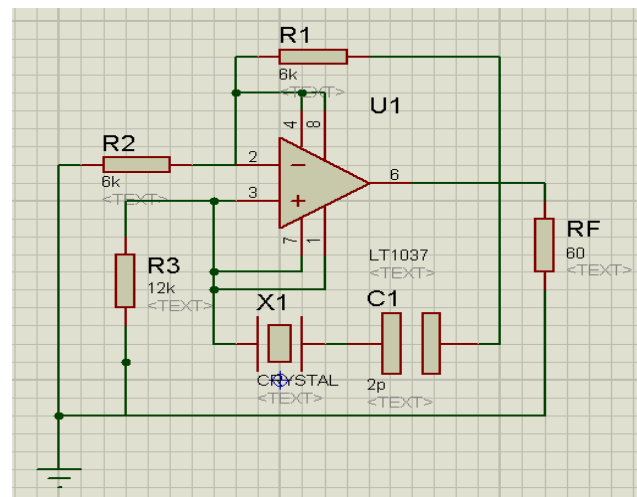 R1
6k
<TEXT>
U1
4
8
R2
2
6
6k
<TEXT>
3
RF
60
<TEXT>
R3
12k
<TEXT>
7
1
LT1037
<TEXT>
X1
C1
CRYSTAL
<TEXT>
2p
<TEXT>